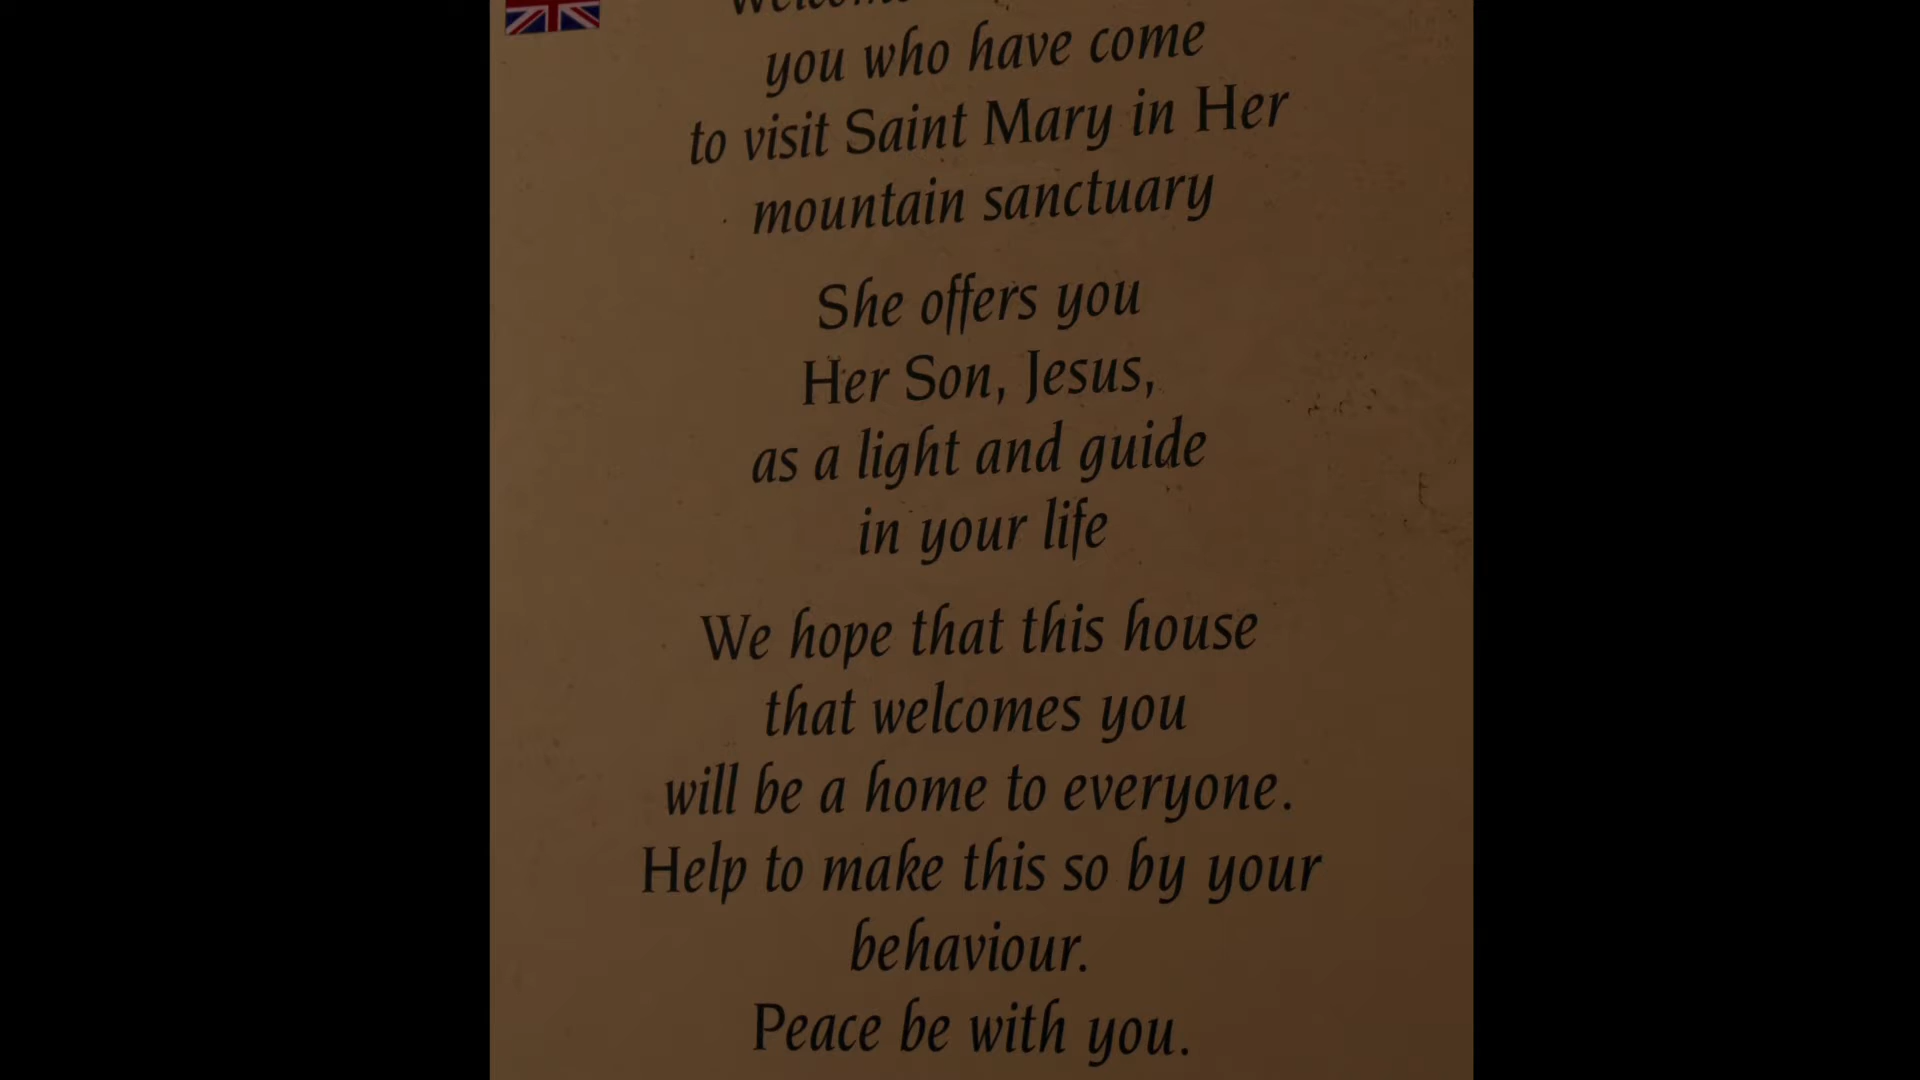 Welcome
you who have come
to visit Saint Mary in Her
mountain sanctuary
She offers you
Her Son, Jesus,
as a light and guide
in your life
We hope that this house
that welcomes you
will be a home to everyone.
Help to make this so by your
behaviour.
Peace be with you.